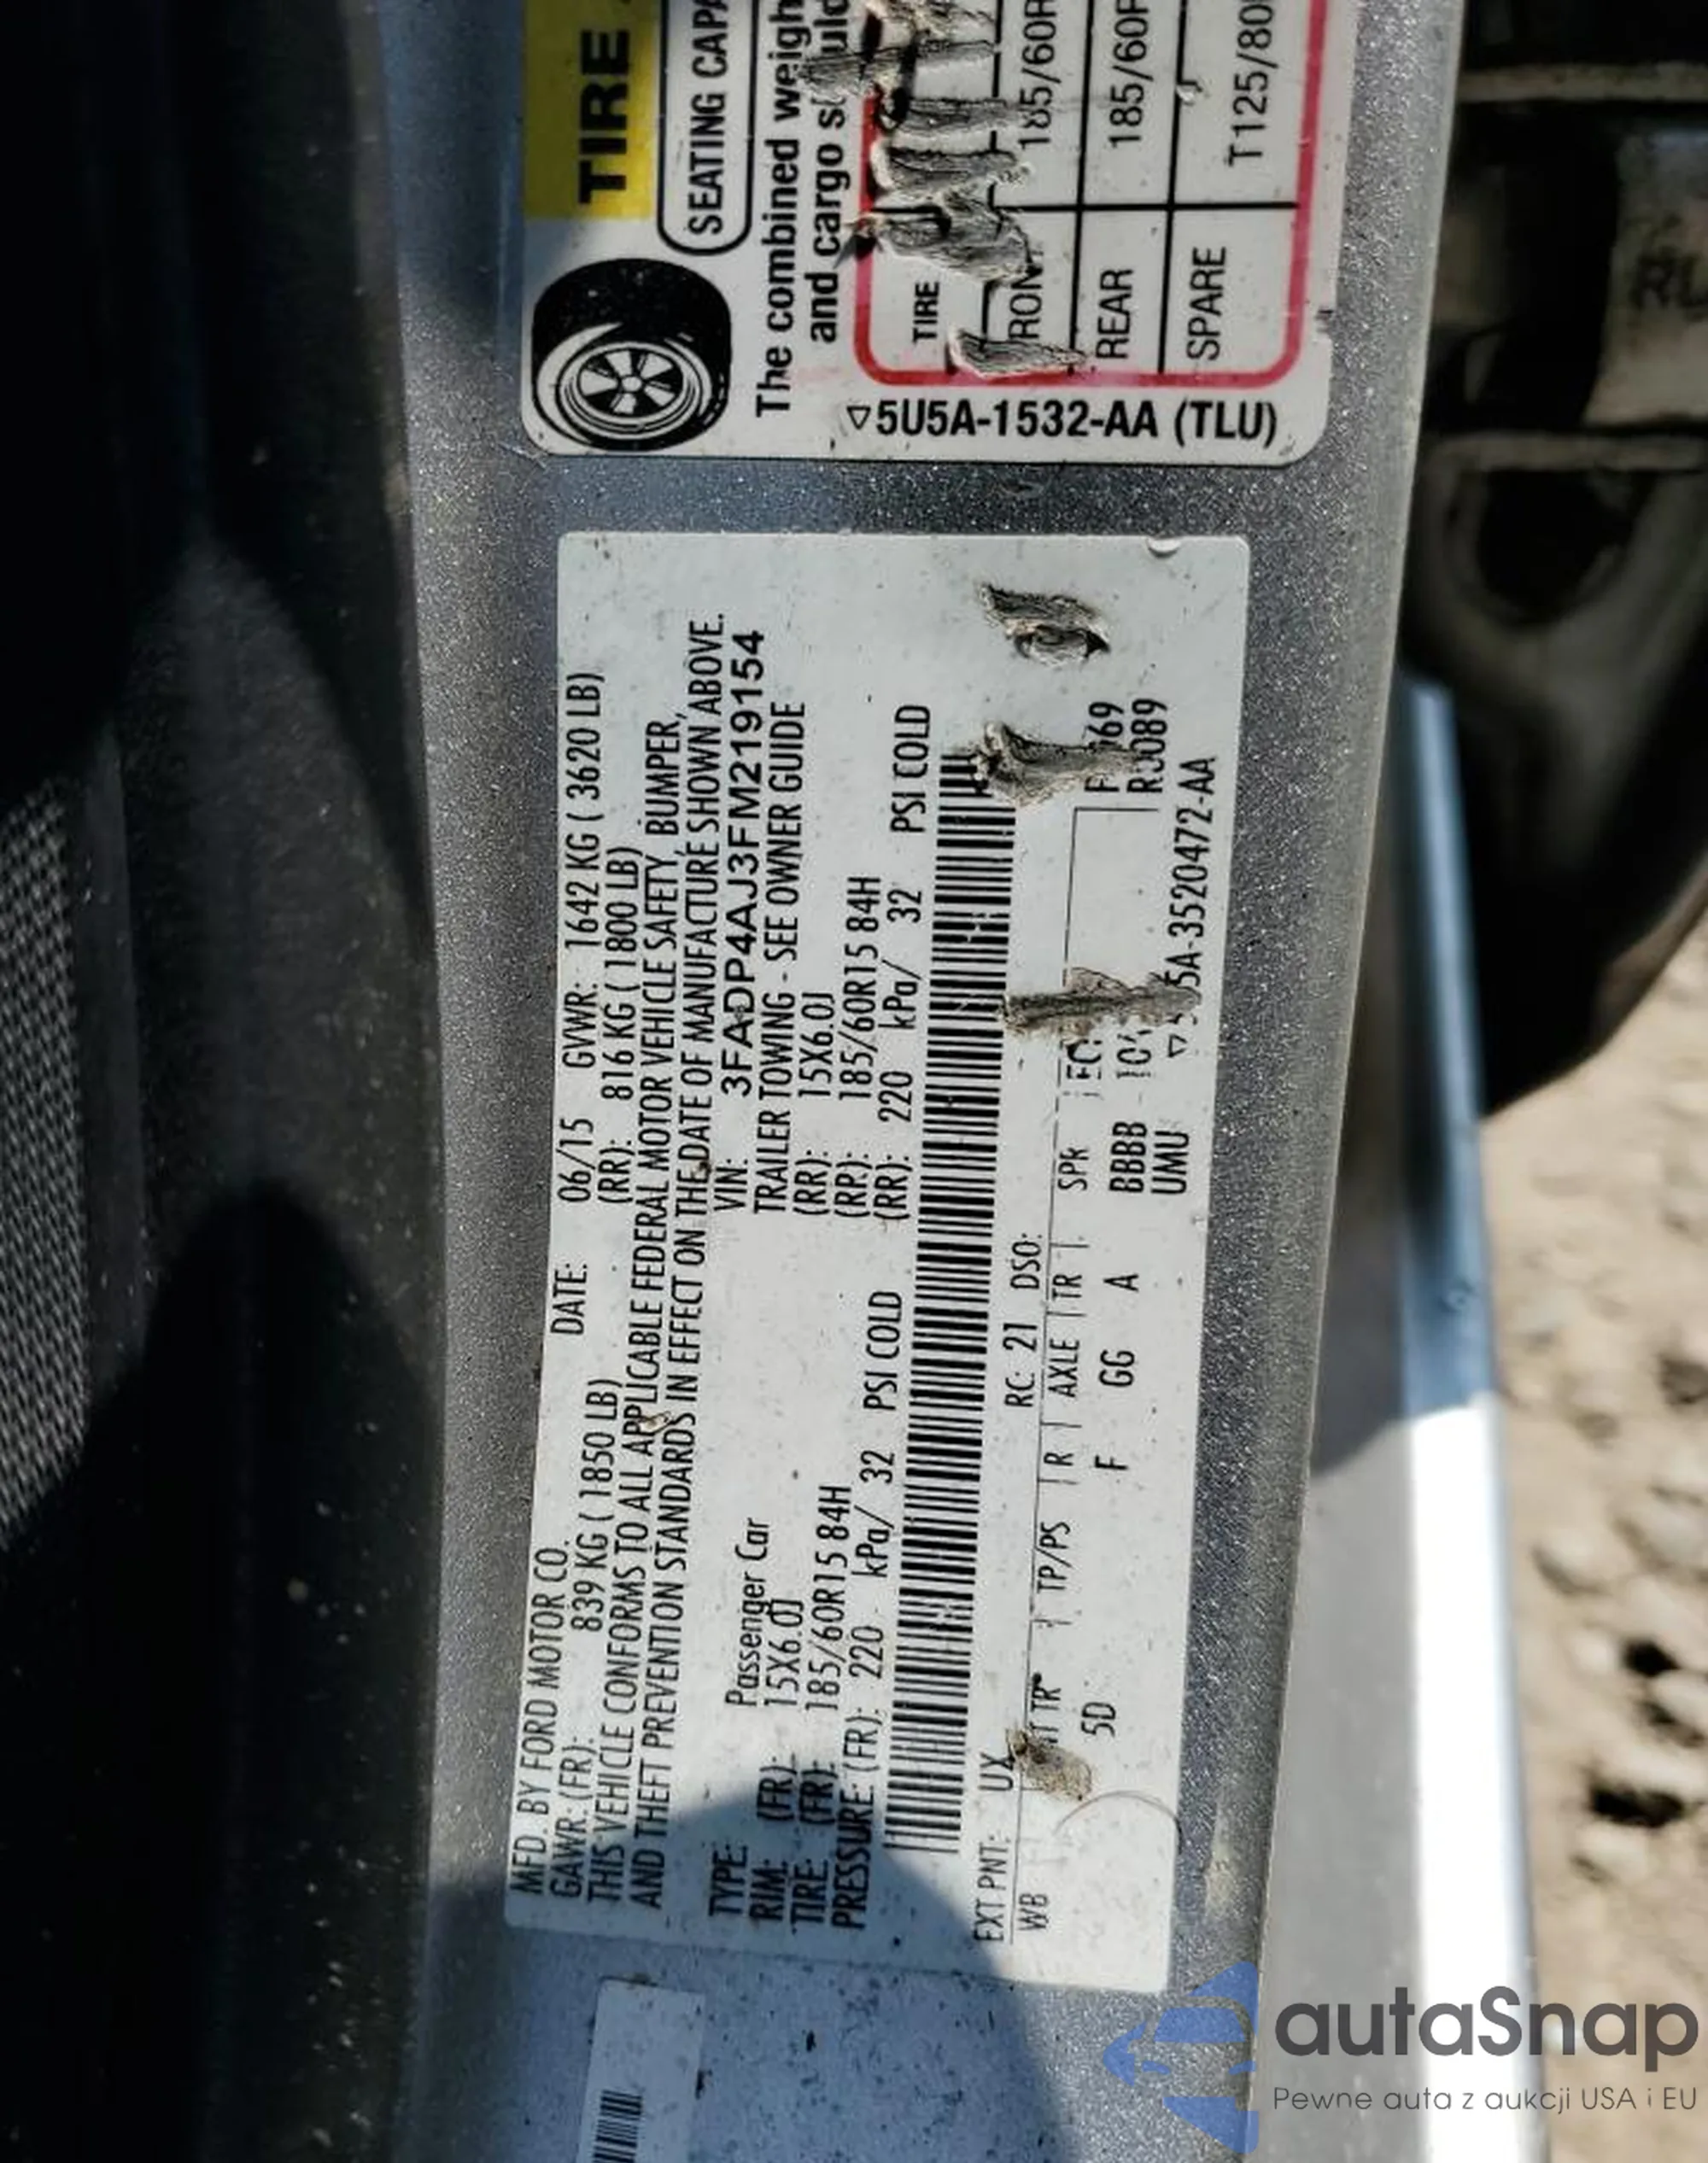 MFD. BY FORD MOTOR CO. DATE: 06/15 GVWR: 1642 KG ( 3620 LB)
GAWR: (FR): 839 KG ( 1850 LB) (RR): 816 KG ( 1800 LB)
THIS VEHICLE CONFORMS TO ALL APPLICABLE FEDERAL MOTOR VEHICLE SAFETY, BUMPER,
AND THEFT PREVENTION STANDARDS IN EFFECT ON THE DATE OF MANUFACTURE SHOWN ABOVE.
VIN: 3FADP4AJ3FM219154
TYPE: Passenger Car TRAILER TOWING - SEE OWNER GUIDE
RIM: (FR): 15X6.0J (RR): 15X6.0J
TIRE: (FR): 185/60R15 84H (RR): 185/60R15 84H
PRESSURE: (FR): 220 kPa/ 32 PSI COLD (RR): 220 kPa/ 32 PSI COLD
EXT PNT: UX RC: 21 DSO:
WB TP/PS R AXLE TR SPR
5D F GG A BBBB
UMU
5A-3520472-AA
TIRE
SEATING
The combined
and cargo
TIRE
185/60R
REAR 185/60R
SPARE T125/80
▽5U5A-1532-AA (TLU)
autaSnap
Pewne auta z aukcji USA i EU